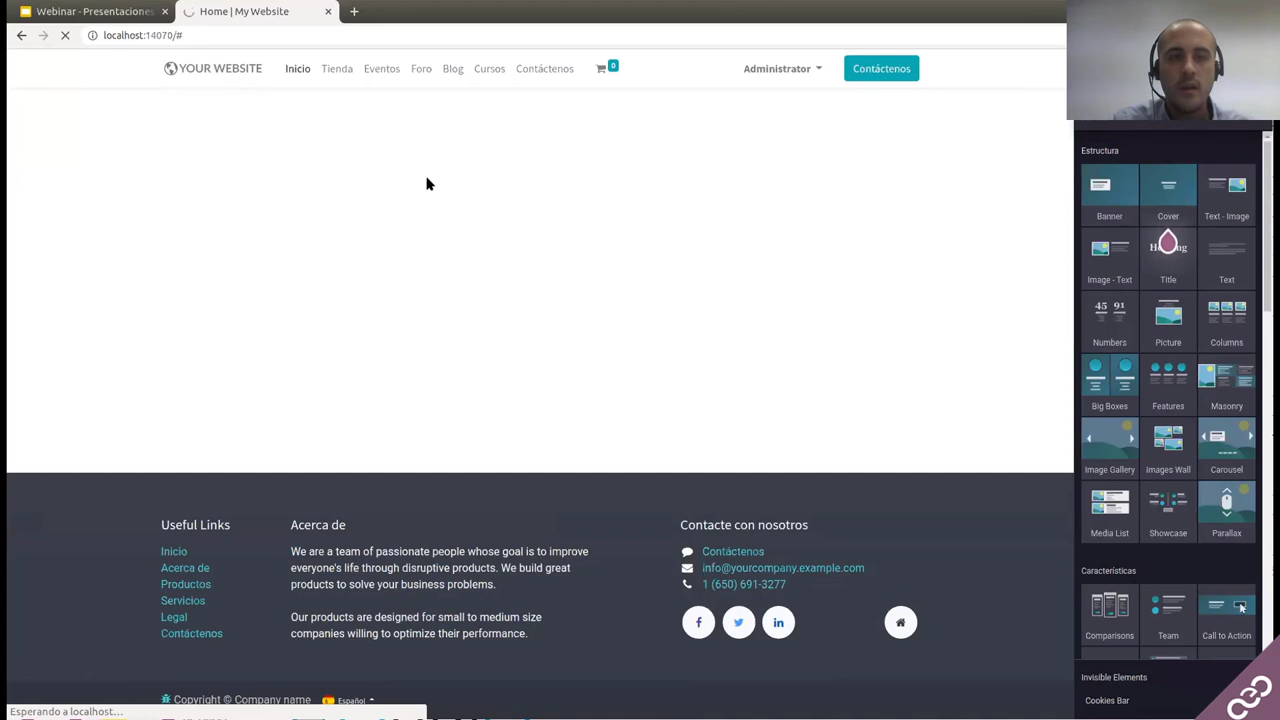 Webinar - Presentaciones
Home | My Website
localhost:14070/#
YOUR WEBSITE
Inicio
Tienda
Eventos
Foro
Blog
Cursos
Contáctenos
0
Administrator
Contáctenos
Estructura
Banner
Cover
Text - Image
Image - Text
Title
Text
45 91
Numbers
Picture
Columns
Big Boxes
Features
Masonry
Image Gallery
Images Wall
Carousel
Media List
Showcase
Parallax
Características
Comparisons
Team
Call to Action
Invisible Elements
Cookies Bar
Useful Links
Inicio
Acerca de
Productos
Servicios
Legal
Contáctenos
Acerca de
We are a team of passionate people whose goal is to improve
everyone's life through disruptive products. We build great
products to solve your business problems.
Our products are designed for small to medium size
companies willing to optimize their performance.
Contacte con nosotros
Contáctenos
info@yourcompany.example.com
1 (650) 691-3277
Copyright © Company name
Español
Esperando a localhost…